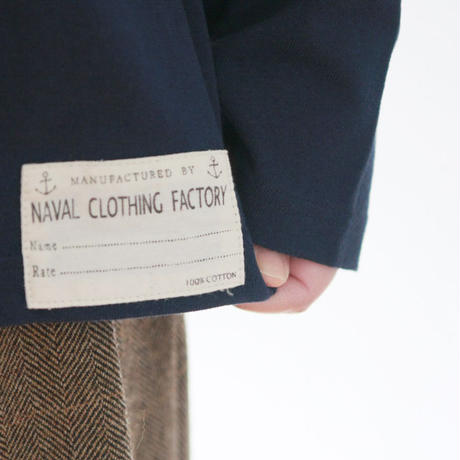 MANUFACTURED BY
NAVAL CLOTHING FACTORY
Name
Rate
100% COTTON